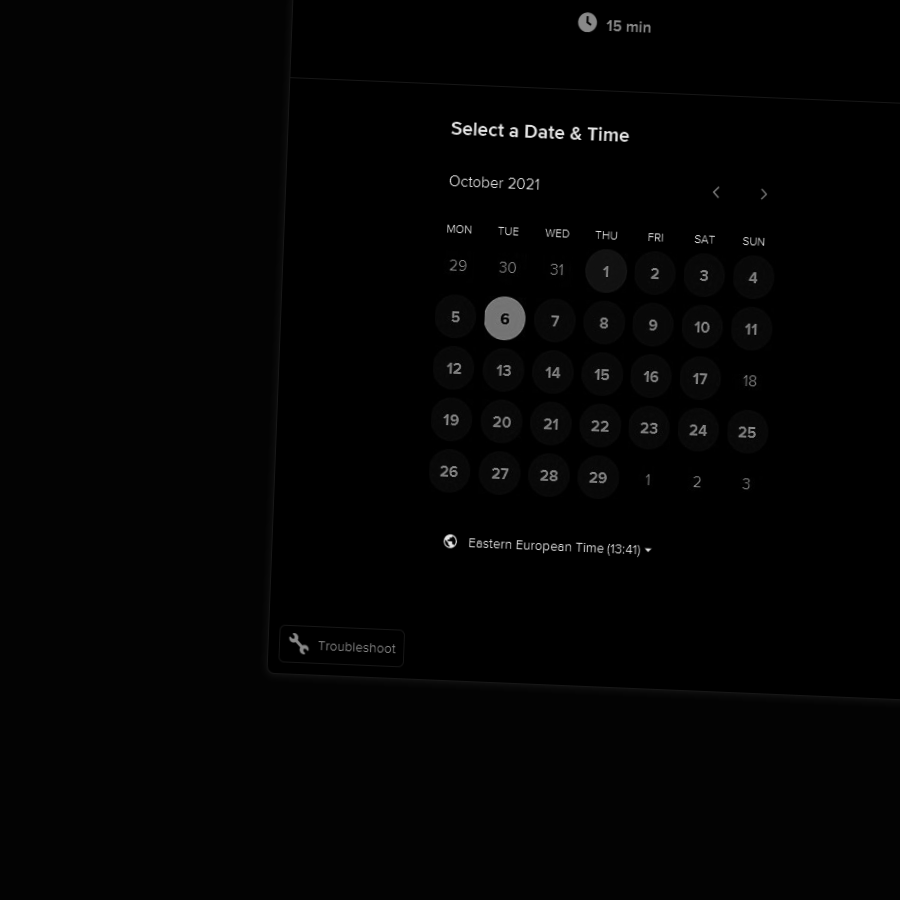 15 min
Select a Date & Time
October 2021
MON TUE WED THU FRI SAT SUN
29 30 31 1 2 3 4
5 6 7 8 9 10 11
12 13 14 15 16 17 18
19 20 21 22 23 24 25
26 27 28 29 1 2 3
Eastern European Time (13:41)
Troubleshoot